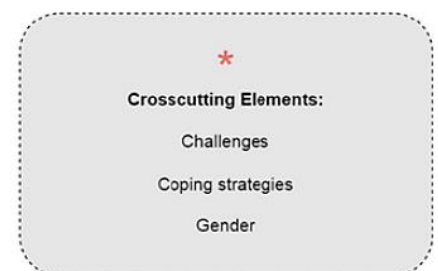 *
Crosscutting Elements:
Challenges
Coping strategies
Gender